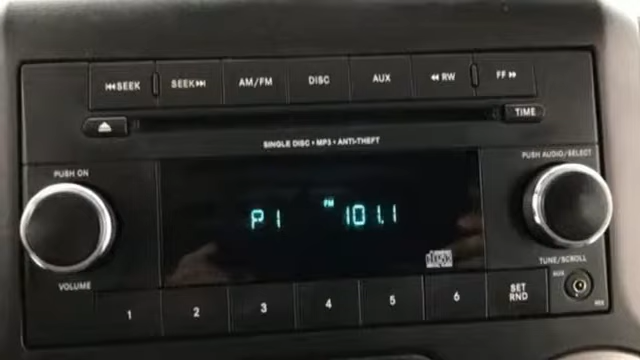 ⏮SEEK SEEK⏭ AM/FM DISC AUX ◀◀RW FF▶▶
TIME
SINGLE DISC • MP3 • ANTI-THEFT
PUSH ON
PUSH AUDIO/SELECT
P1 FM 101.1
VOLUME
TUNE/SCROLL
1 2 3 4 5 6 SET RND
AUX